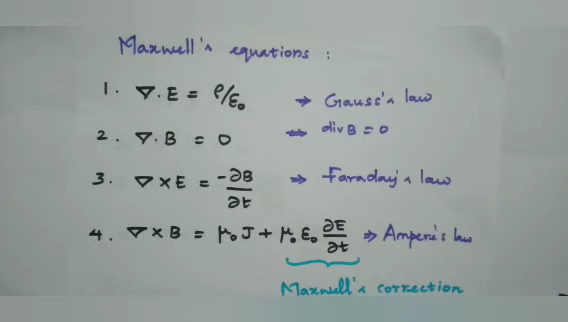 Maxwell's equations :
1. ∇.E = ρ/ε₀ ⇒ Gauss's law
2. ∇.B = 0 ⇒ div B = 0
3. ∇×E = -∂B/∂t ⇒ Faraday's law
4. ∇×B = μ₀J + μ₀ε₀ ∂E/∂t ⇒ Ampere's law
Maxwell's correction